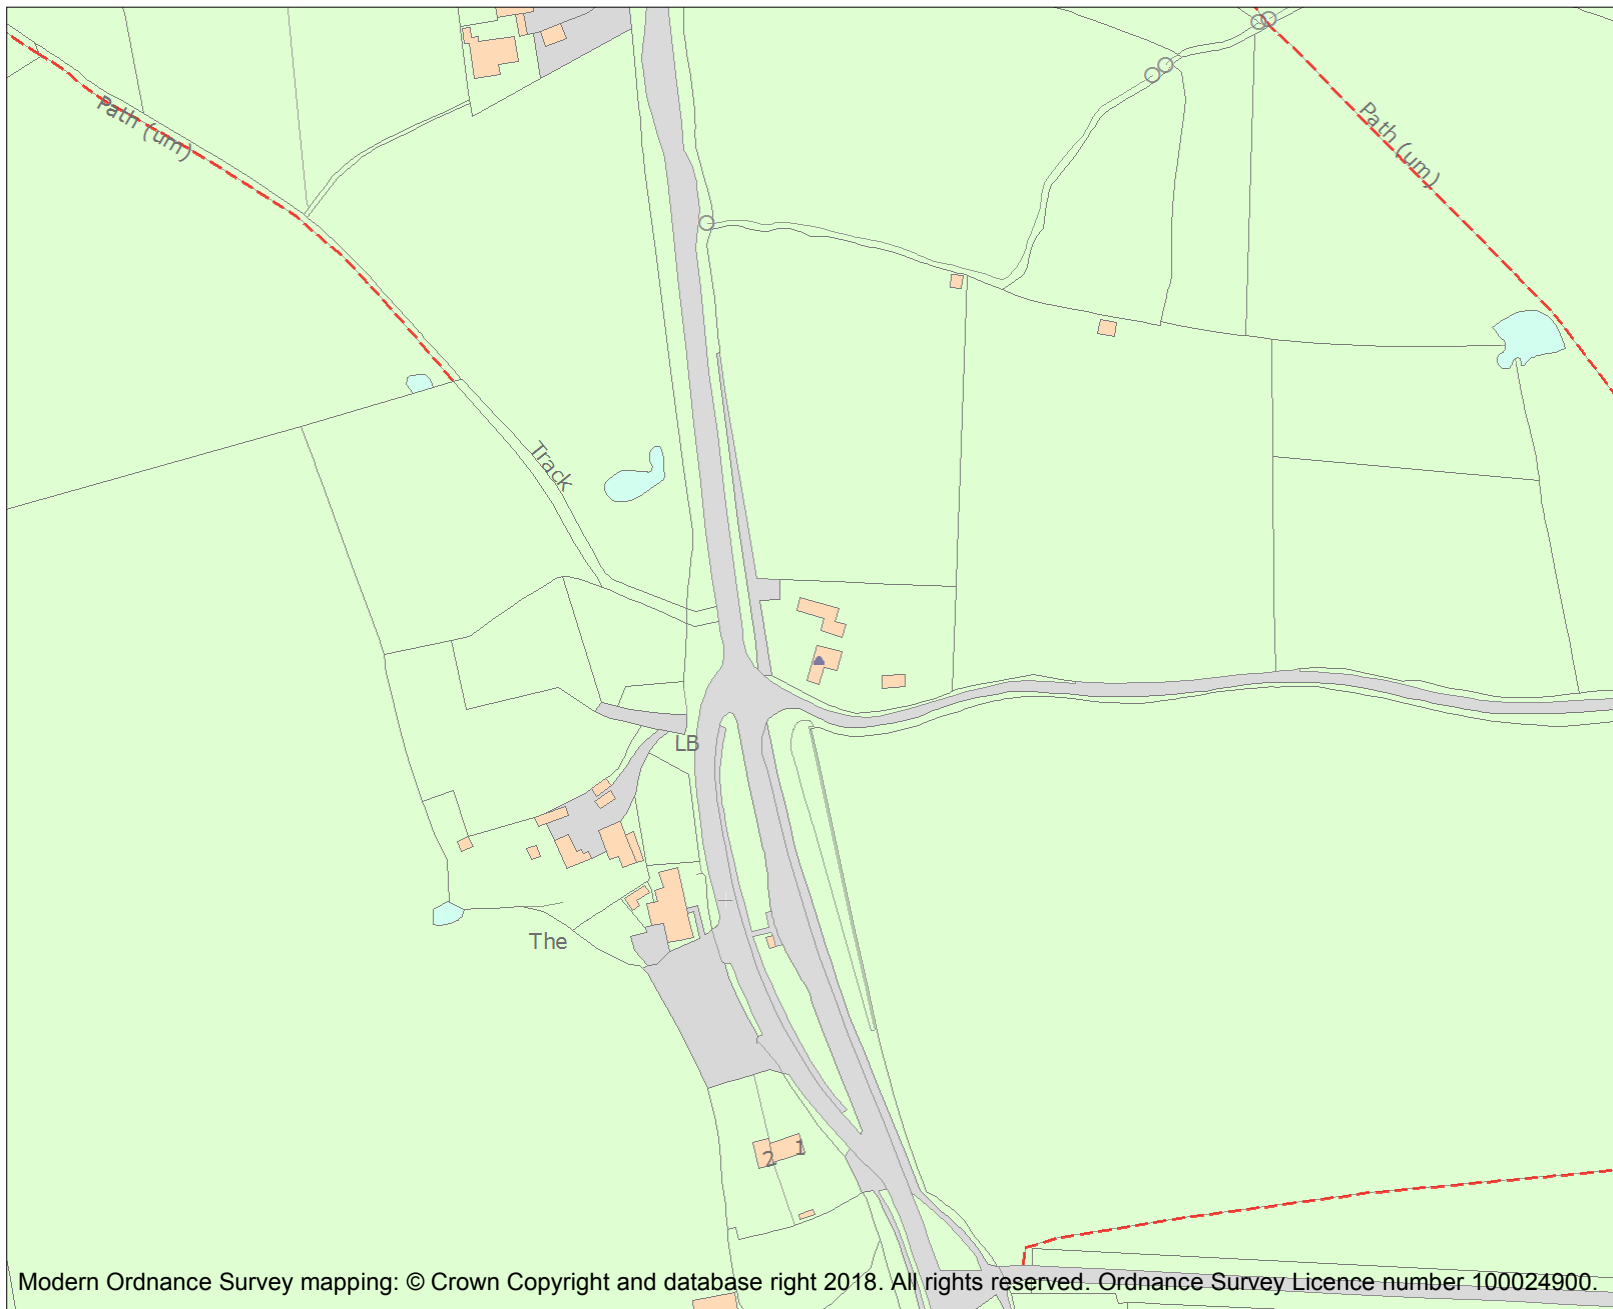 Path (um)
Path (um)
Track
LB
The
2 1
Modern Ordnance Survey mapping: © Crown Copyright and database right 2018. All rights reserved. Ordnance Survey Licence number 100024900.